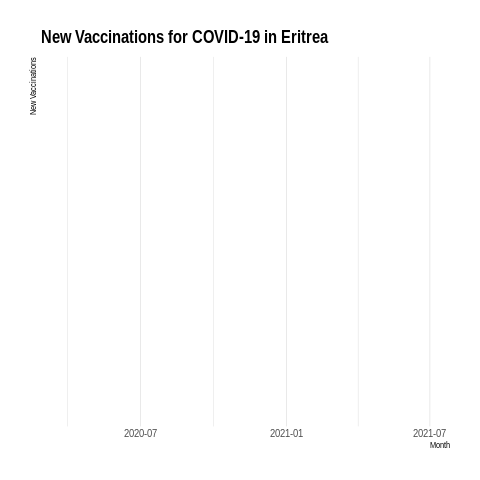 New Vaccinations for COVID-19 in Eritrea
New Vaccinations
2020-07
2021-01
2021-07
Month